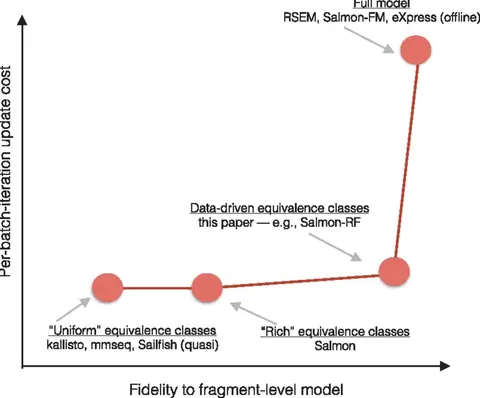 Full model
RSEM, Salmon-FM, eXpress (offline)
Per-batch-iteration update cost
Data-driven equivalence classes
this paper — e.g., Salmon-RF
"Uniform" equivalence classes
kallisto, mmseq, Sailfish (quasi)
"Rich" equivalence classes
Salmon
Fidelity to fragment-level model